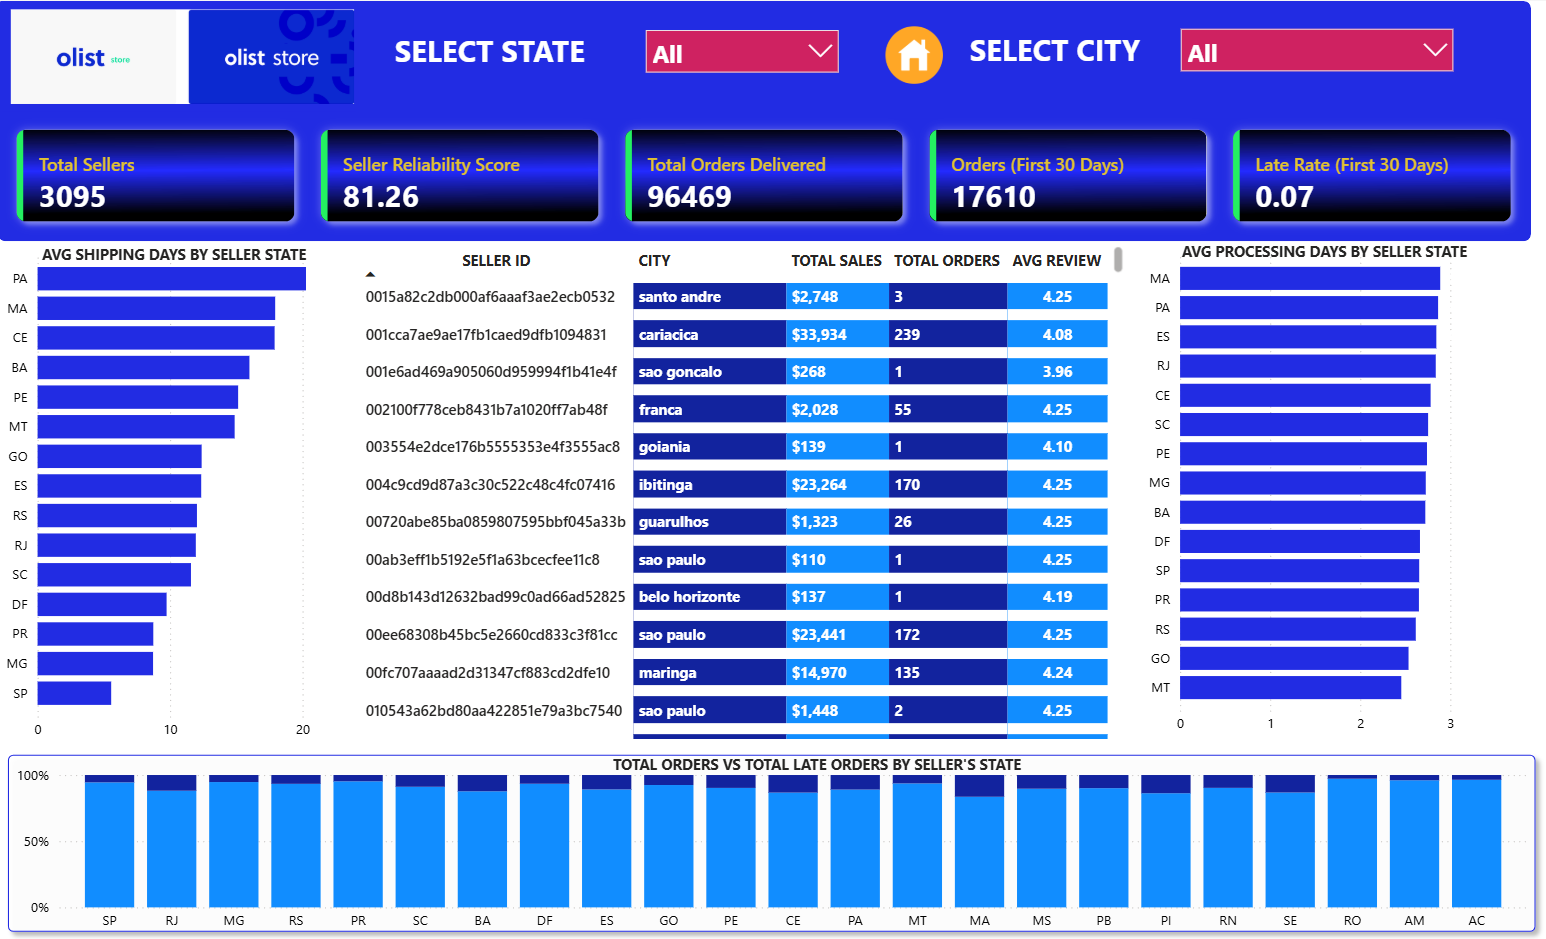 olist store
olist store
SELECT STATE
All
SELECT CITY
All
Total Sellers
3095
Seller Reliability Score
81.26
Total Orders Delivered
96469
Orders (First 30 Days)
17610
Late Rate (First 30 Days)
0.07
AVG SHIPPING DAYS BY SELLER STATE
PA
MA
CE
BA
PE
MT
GO
ES
RS
RJ
SC
DF
PR
MG
SP
0 10 20
SELLER ID CITY TOTAL SALES TOTAL ORDERS AVG REVIEW
0015a82c2db000af6aaaf3ae2ecb0532 santo andre $2,748 3 4.25
001cca7ae9ae17fb1caed9dfb1094831 cariacica $33,934 239 4.08
001e6ad469a905060d959994f1b41e4f sao goncalo $268 1 3.96
002100f778ceb8431b7a1020ff7ab48f franca $2,028 55 4.25
003554e2dce176b5555353e4f3555ac8 goiania $139 1 4.10
004c9cd9d87a3c30c522c48c4fc07416 ibitinga $23,264 170 4.25
00720abe85ba0859807595bbf045a33b guarulhos $1,323 26 4.25
00ab3eff1b5192e5f1a63bcecfee11c8 sao paulo $110 1 4.25
00d8b143d12632bad99c0ad66ad52825 belo horizonte $137 1 4.19
00ee68308b45bc5e2660cd833c3f81cc sao paulo $23,441 172 4.25
00fc707aaaad2d31347cf883cd2dfe10 maringa $14,970 135 4.24
010543a62bd80aa422851e79a3bc7540 sao paulo $1,448 2 4.25
AVG PROCESSING DAYS BY SELLER STATE
MA
PA
ES
RJ
CE
SC
PE
MG
BA
DF
SP
PR
RS
GO
MT
0 1 2 3
TOTAL ORDERS VS TOTAL LATE ORDERS BY SELLER'S STATE
100%
50%
0%
SP RJ MG RS PR SC BA DF ES GO PE CE PA MT MA MS PB PI RN SE RO AM AC